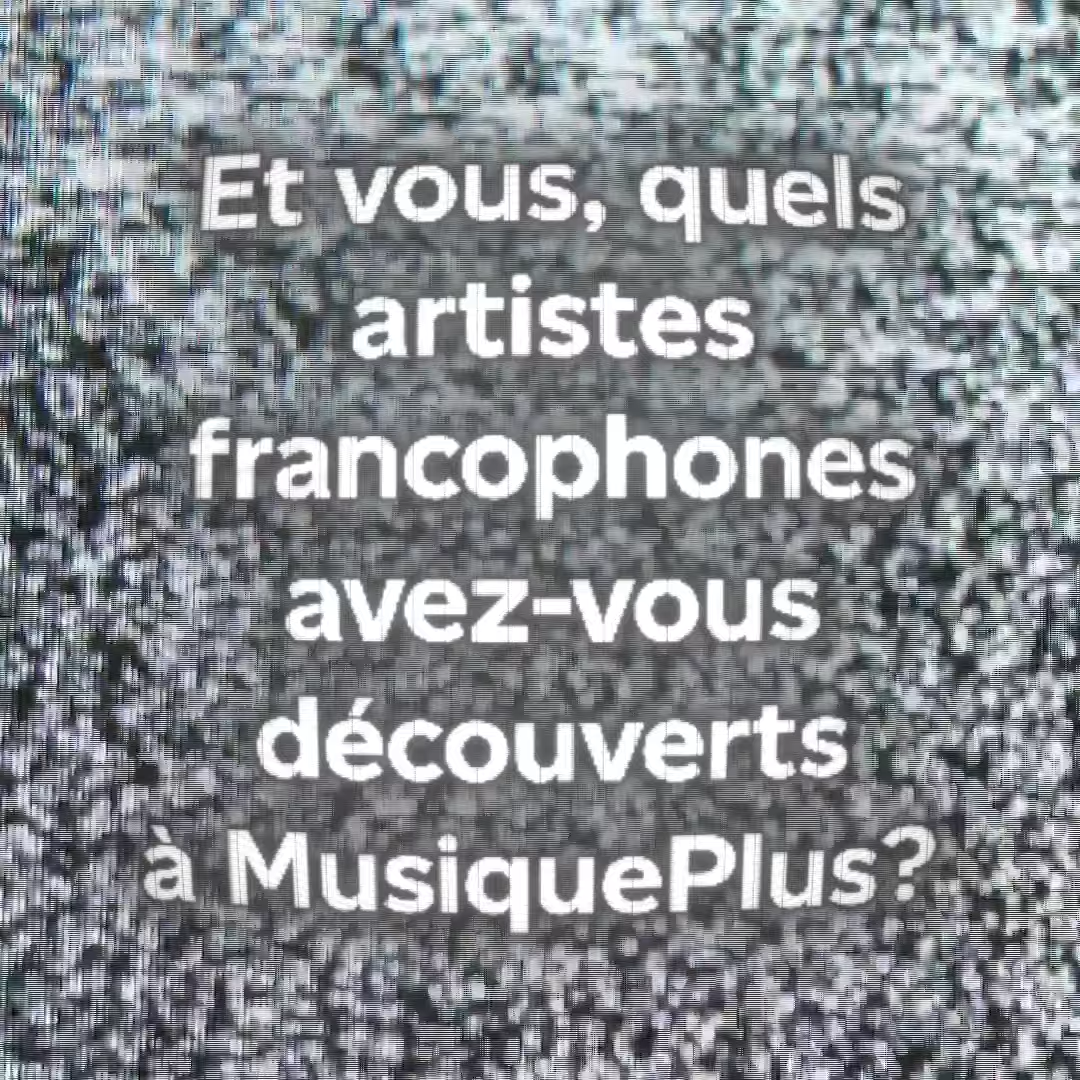 Et vous, quels
artistes
francophones
avez-vous
découverts
à MusiquePlus?